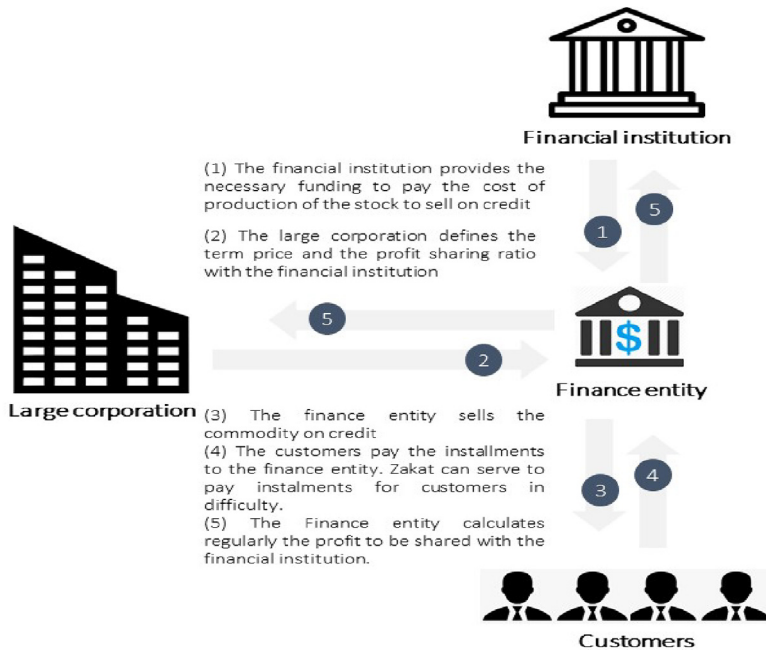 Financial institution
(1) The financial institution provides the
necessary funding to pay the cost of
production of the stock to sell on credit
5
1
(2) The large corporation defines the
term price and the profit sharing ratio
with the financial institution
5
$
2
Finance entity
Large corporation
(3) The finance entity sells the
commodity on credit
(4) The customers pay the installments
to the finance entity. Zakat can serve to
pay instalments for customers in
difficulty.
(5) The Finance entity calculates
regularly the profit to be shared with the
financial institution.
4
3
Customers